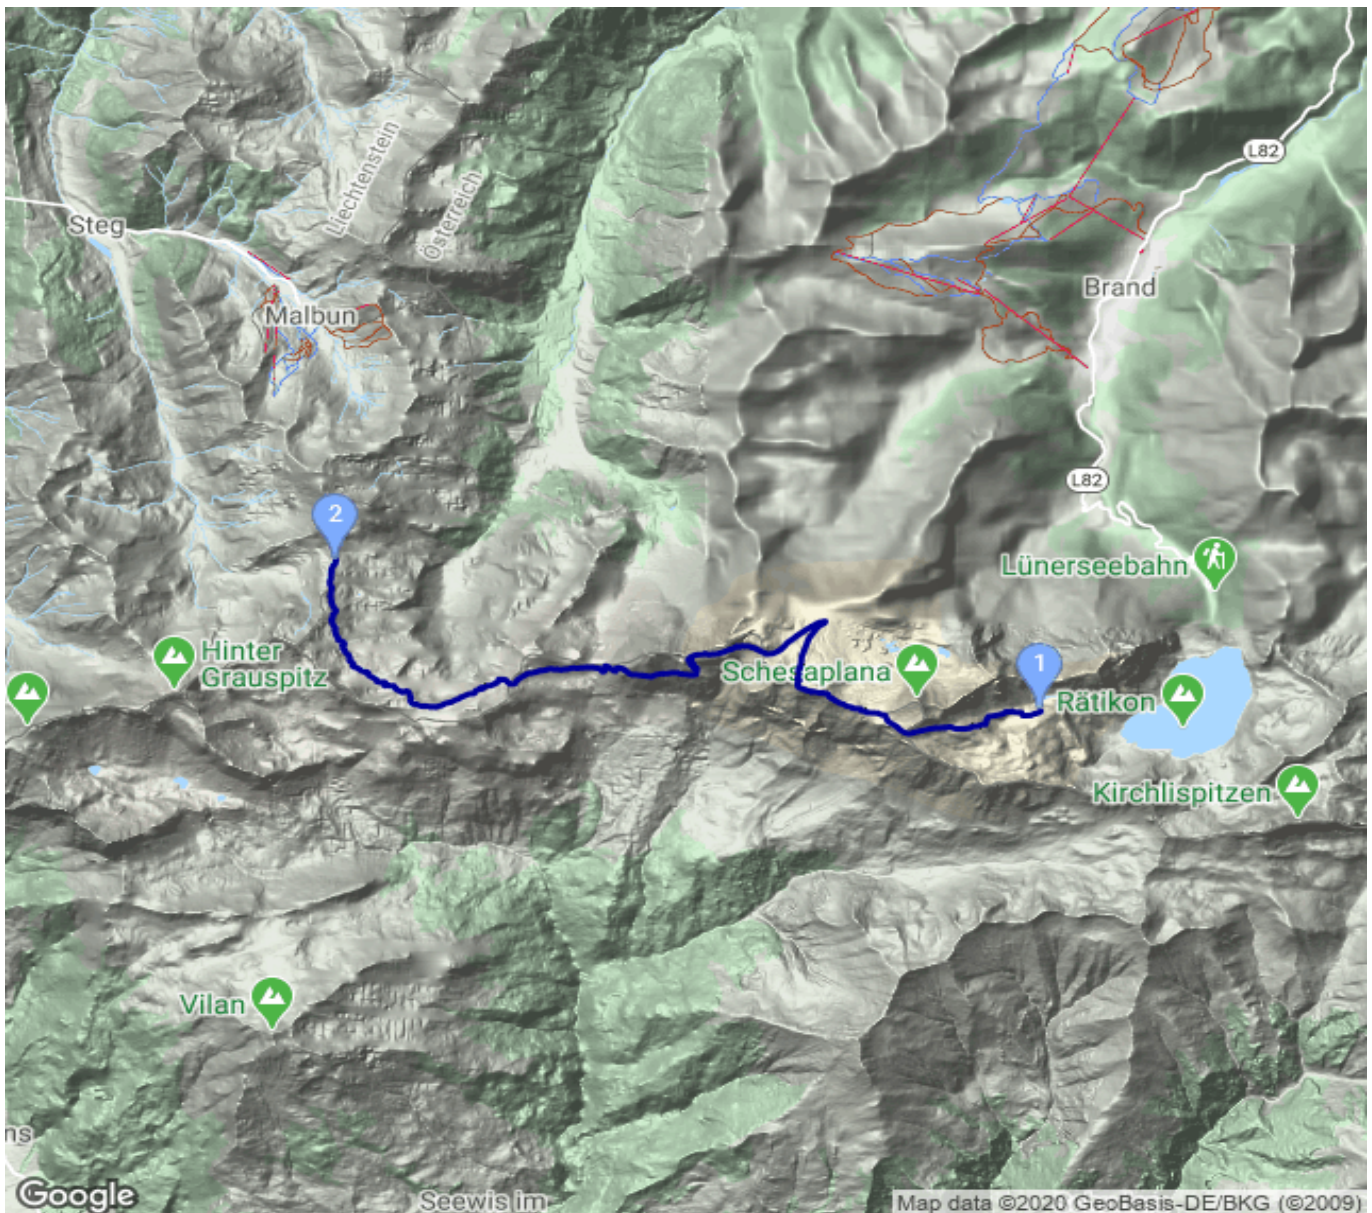 L82
Liechtenstein
Österreich
Steg
Brand
Malbun
L82
2
Lünerseebahn
Hinter
Grauspitz
Schesaplana
1
Rätikon
Kirchlispitzen
Vilan
ns
Google
Seewis im
Map data ©2020 GeoBasis-DE/BKG (©2009)